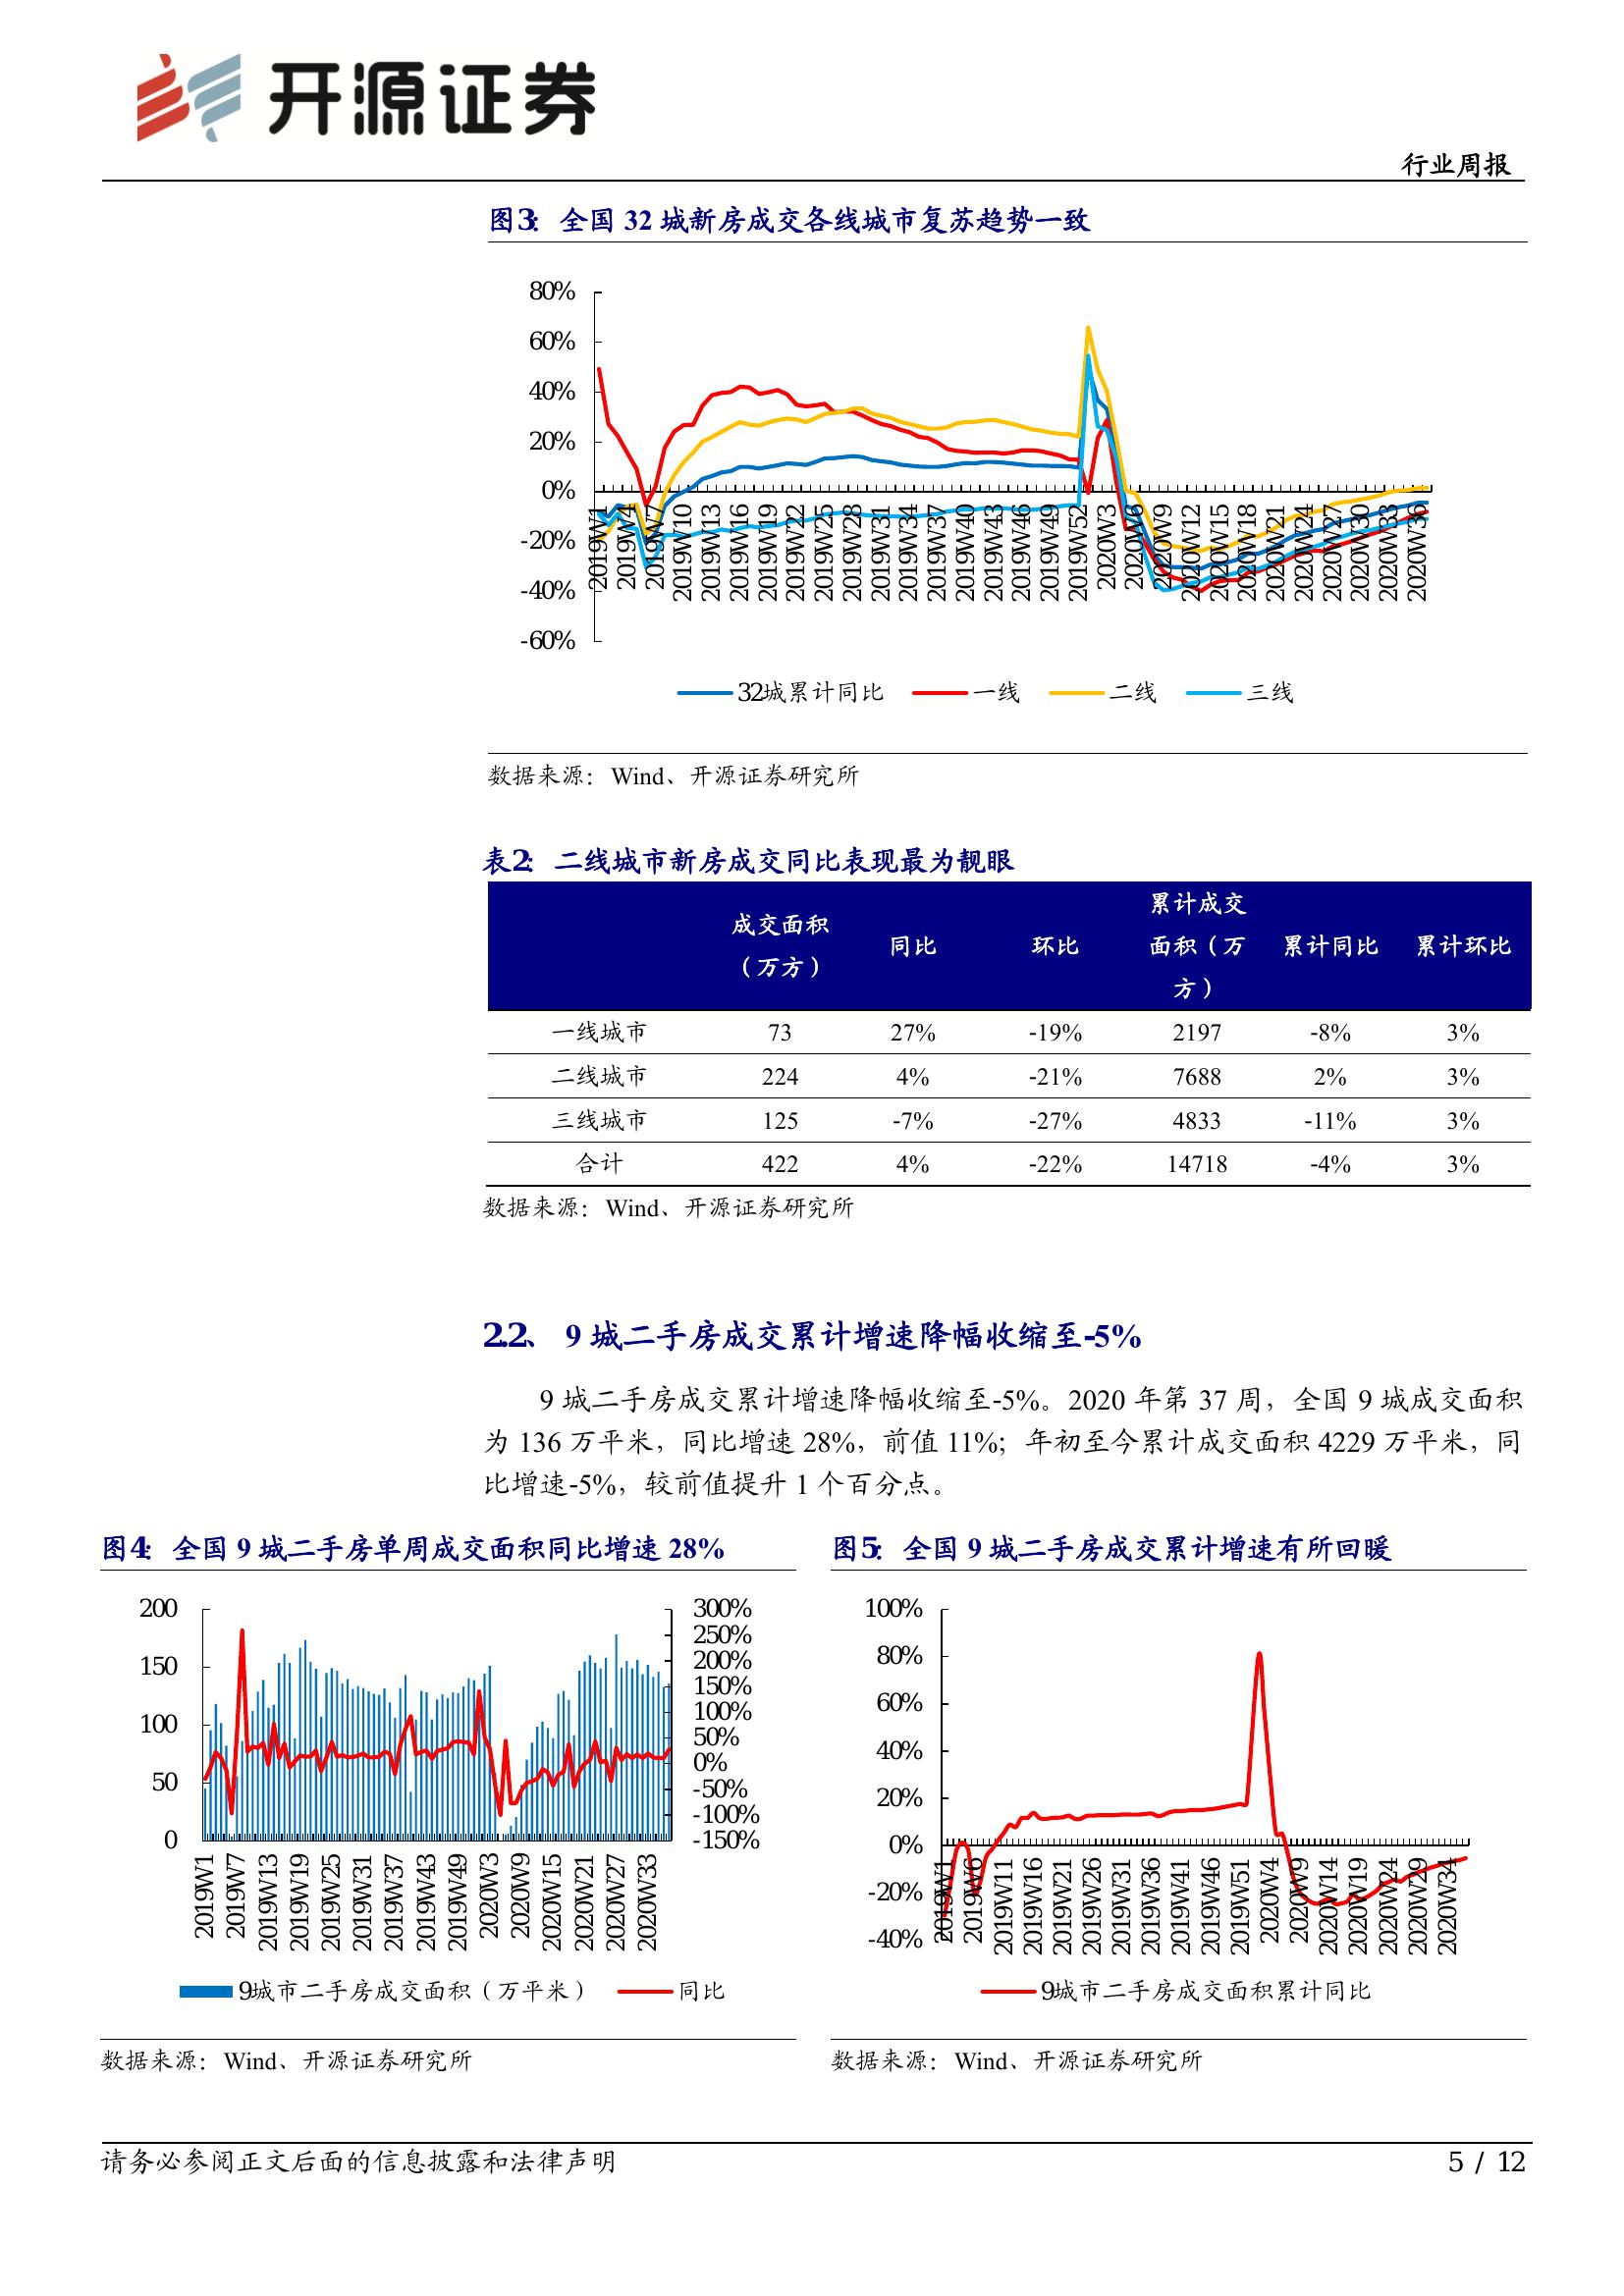 开源证券
行业周报
图3： 全国 32 城新房成交各线城市复苏趋势一致
80%
60%
40%
20%
0%
-20%
-40%
-60%
2019W1 2019W4 2019W7 2019W10 2019W13 2019W16 2019W19 2019W22 2019W25 2019W28 2019W31 2019W34 2019W37 2019W40 2019W43 2019W46 2019W49 2019W52 2020W3 2020W6 2020W9 2020W12 2020W15 2020W18 2020W21 2020W24 2020W27 2020W30 2020W33 2020W36
32城累计同比 一线 二线 三线
数据来源：Wind、开源证券研究所
表2： 二线城市新房成交同比表现最为靓眼
成交面积（万方） 同比 环比 累计成交面积（万方） 累计同比 累计环比
一线城市 73 27% -19% 2197 -8% 3%
二线城市 224 4% -21% 7688 2% 3%
三线城市 125 -7% -27% 4833 -11% 3%
合计 422 4% -22% 14718 -4% 3%
数据来源：Wind、开源证券研究所
2.2、 9 城二手房成交累计增速降幅收缩至-5%
9 城二手房成交累计增速降幅收缩至-5%。2020 年第 37 周，全国 9 城成交面积
为 136 万平米，同比增速 28%，前值 11%；年初至今累计成交面积 4229 万平米，同
比增速-5%，较前值提升 1 个百分点。
图4： 全国 9 城二手房单周成交面积同比增速 28%
200
150
100
50
0
300%
250%
200%
150%
100%
50%
0%
-50%
-100%
-150%
2019W1 2019W7 2019W13 2019W19 2019W25 2019W31 2019W37 2019W43 2019W49 2020W3 2020W9 2020W15 2020W21 2020W27 2020W33
9城市二手房成交面积（万平米） 同比
数据来源：Wind、开源证券研究所
图5： 全国 9 城二手房成交累计增速有所回暖
100%
80%
60%
40%
20%
0%
-20%
-40%
2019W1 2019W6 2019W11 2019W16 2019W21 2019W26 2019W31 2019W36 2019W41 2019W46 2019W51 2020W4 2020W9 2020W14 2020W19 2020W24 2020W29 2020W34
9城市二手房成交面积累计同比
数据来源：Wind、开源证券研究所
请务必参阅正文后面的信息披露和法律声明
5 / 12